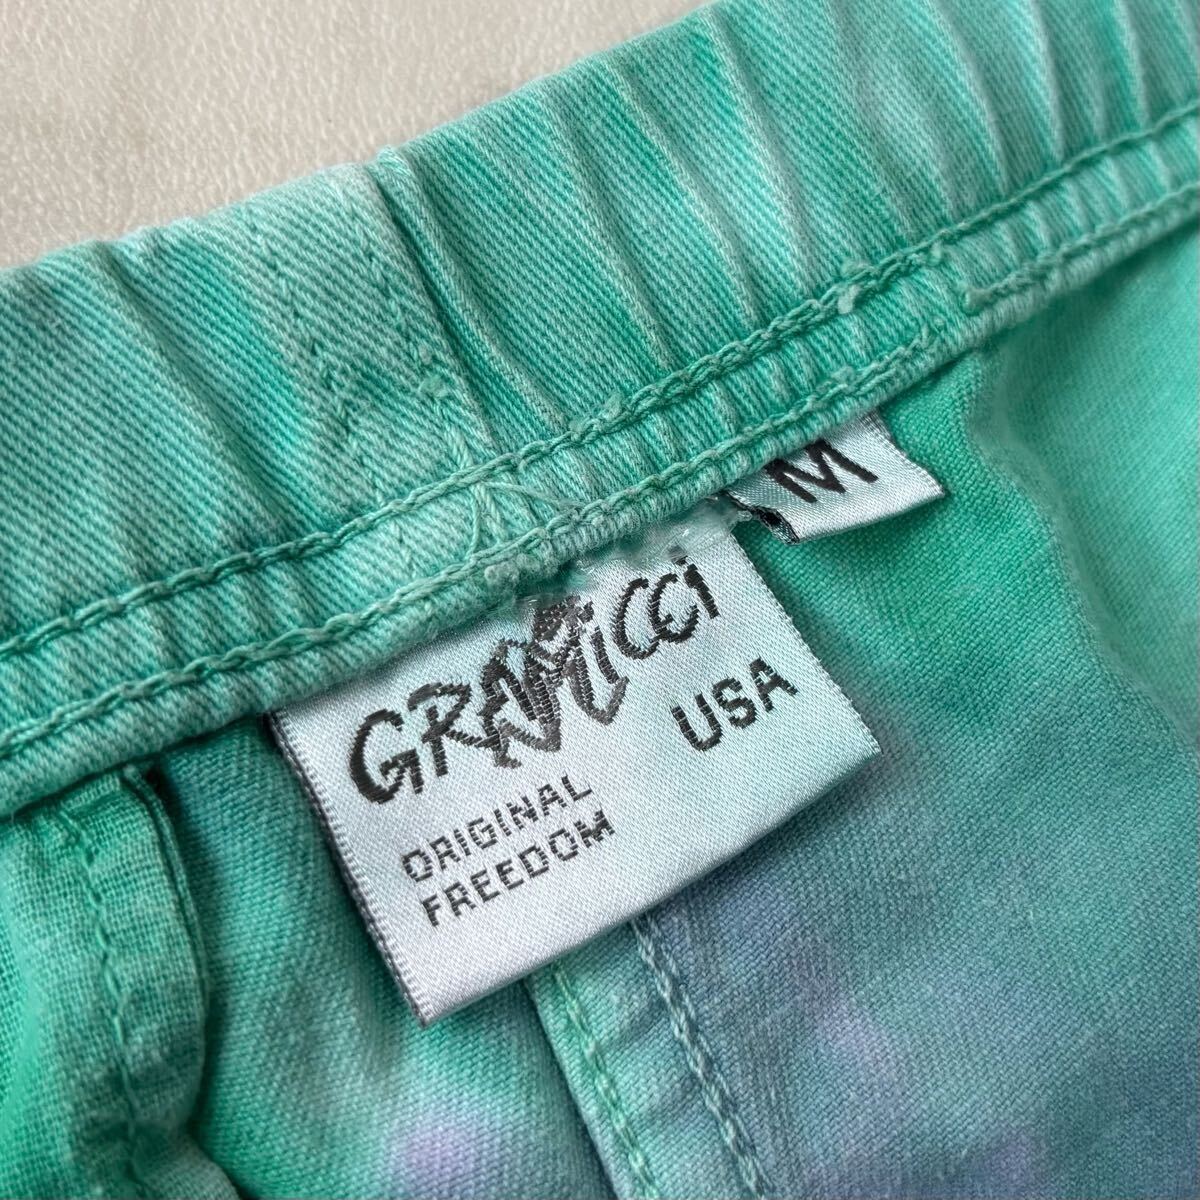 M
GRAMICCi
USA
ORIGINAL
FREEDOM